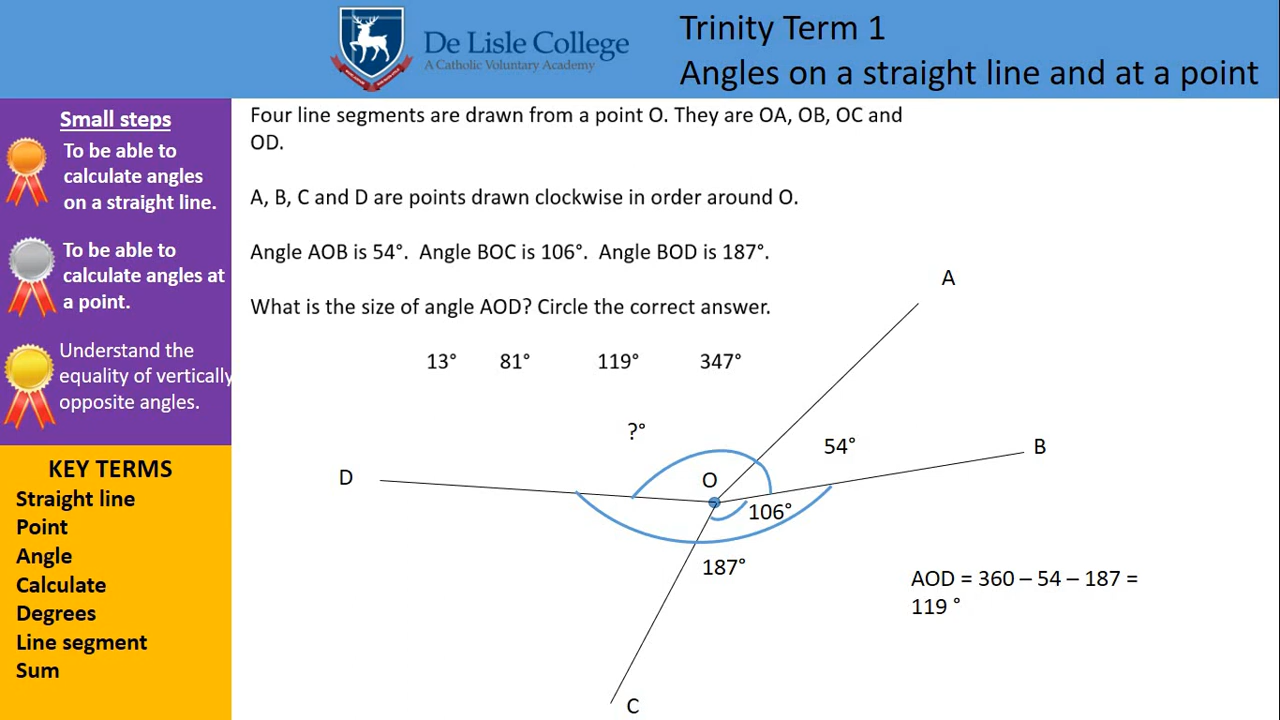 De Lisle College
A Catholic Voluntary Academy
Trinity Term 1
Angles on a straight line and at a point
Small steps
To be able to
calculate angles
on a straight line.
To be able to
calculate angles at
a point.
Understand the
equality of vertically
opposite angles.
KEY TERMS
Straight line
Point
Angle
Calculate
Degrees
Line segment
Sum
Four line segments are drawn from a point O. They are OA, OB, OC and
OD.
A, B, C and D are points drawn clockwise in order around O.
Angle AOB is 54°. Angle BOC is 106°. Angle BOD is 187°.
What is the size of angle AOD? Circle the correct answer.
13° 81° 119° 347°
A
?°
54°
B
D
O
106°
187°
C
AOD = 360 – 54 – 187 =
119 °